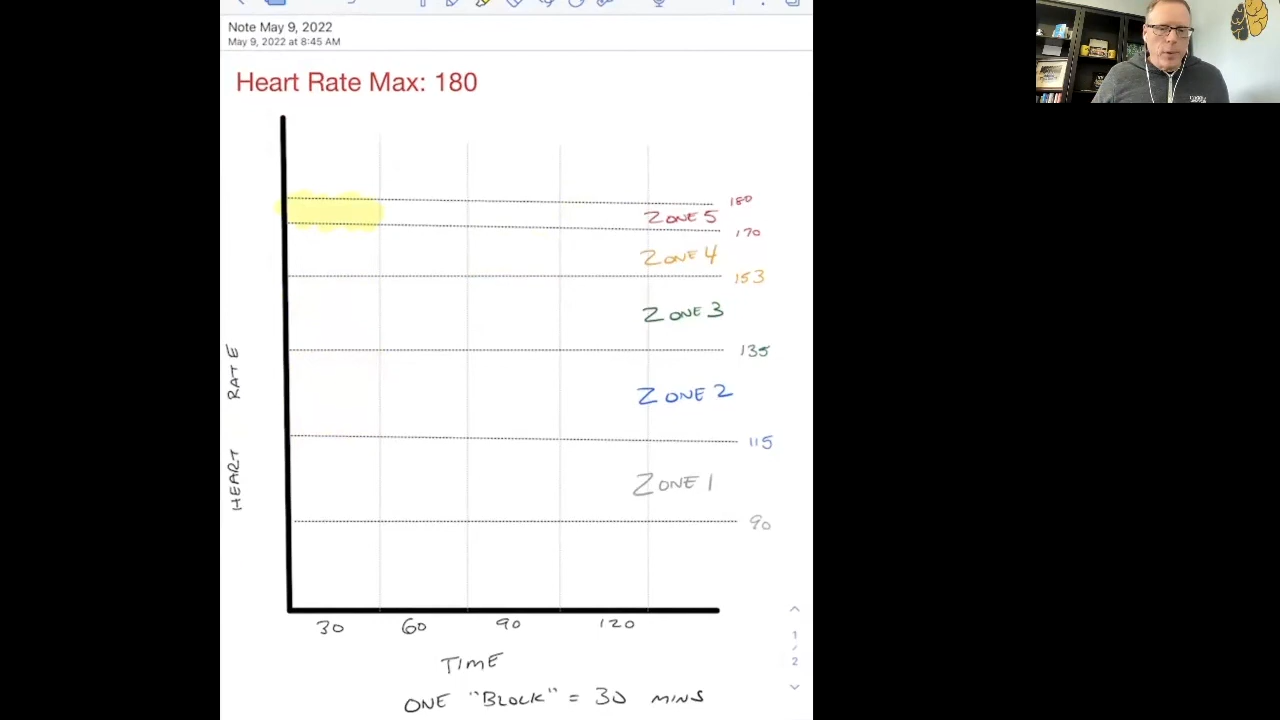 Note May 9, 2022
May 9, 2022 at 8:45 AM
Heart Rate Max: 180
180
ZONE 5
170
ZONE 4
153
ZONE 3
135
ZONE 2
115
ZONE 1
90
HEART RATE
30 60 90 120
TIME
ONE "BLOCK" = 30 MINS
1
/
2